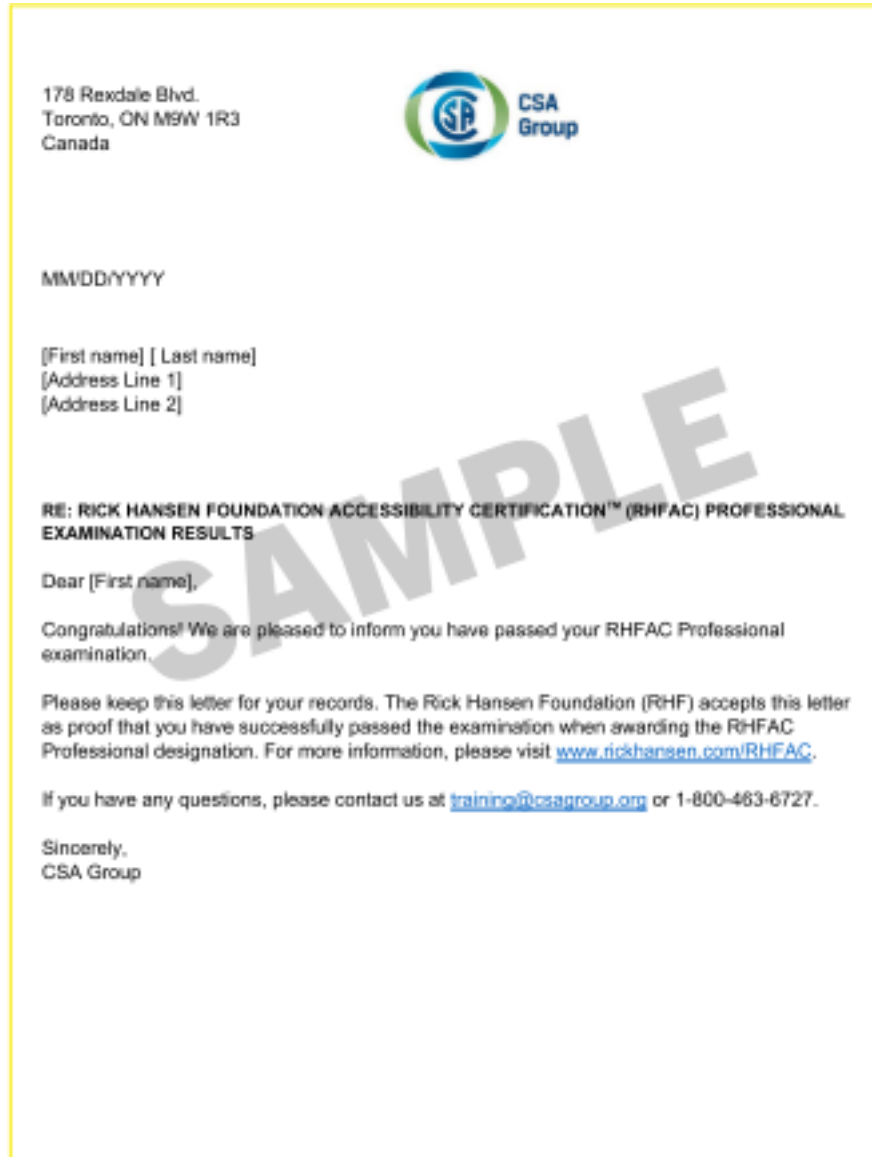 178 Rexdale Blvd.
Toronto, ON M9W 1R3
Canada
CSA
Group
MM/DD/YYYY
[First name] [ Last name]
[Address Line 1]
[Address Line 2]
SAMPLE
RE: RICK HANSEN FOUNDATION ACCESSIBILITY CERTIFICATION™ (RHFAC) PROFESSIONAL
EXAMINATION RESULTS
Dear [First name],
Congratulations! We are pleased to inform you have passed your RHFAC Professional
examination.
Please keep this letter for your records. The Rick Hansen Foundation (RHF) accepts this letter
as proof that you have successfully passed the examination when awarding the RHFAC
Professional designation. For more information, please visit www.rickhansen.com/RHFAC.
If you have any questions, please contact us at training@csagroup.org or 1-800-463-6727.
Sincerely,
CSA Group